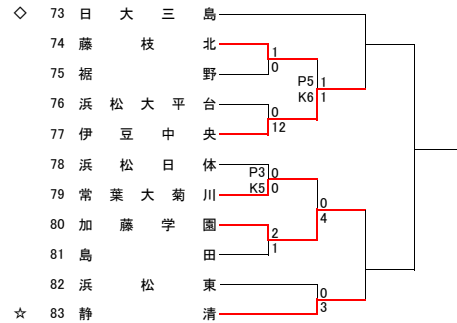 ◇ 73 日大三島
74 藤枝北
1
0
75 裾野
P5 1
K6 1
76 浜松大平台
0
12
77 伊豆中央
78 浜松日体
P3 0
K5 0
79 常葉大菊川
0
4
80 加藤学園
2
1
81 島田
82 浜松東
0
3
☆ 83 静清